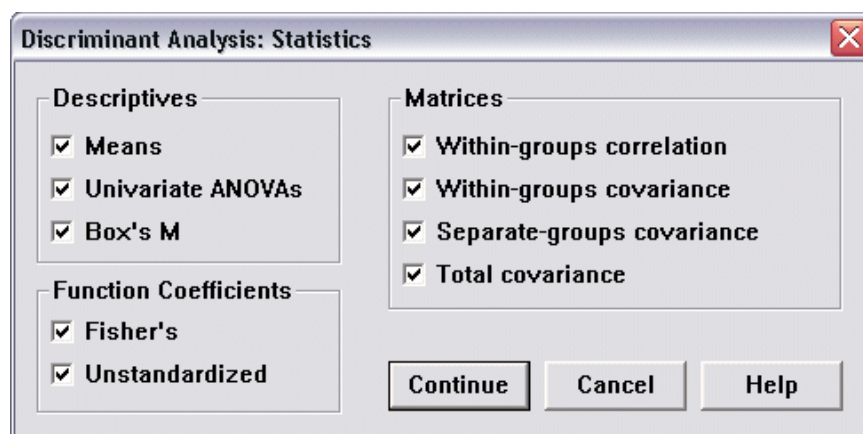 Discriminant Analysis: Statistics
Descriptives
Means
Univariate ANOVAs
Box's M
Function Coefficients
Fisher's
Unstandardized
Matrices
Within-groups correlation
Within-groups covariance
Separate-groups covariance
Total covariance
Continue
Cancel
Help